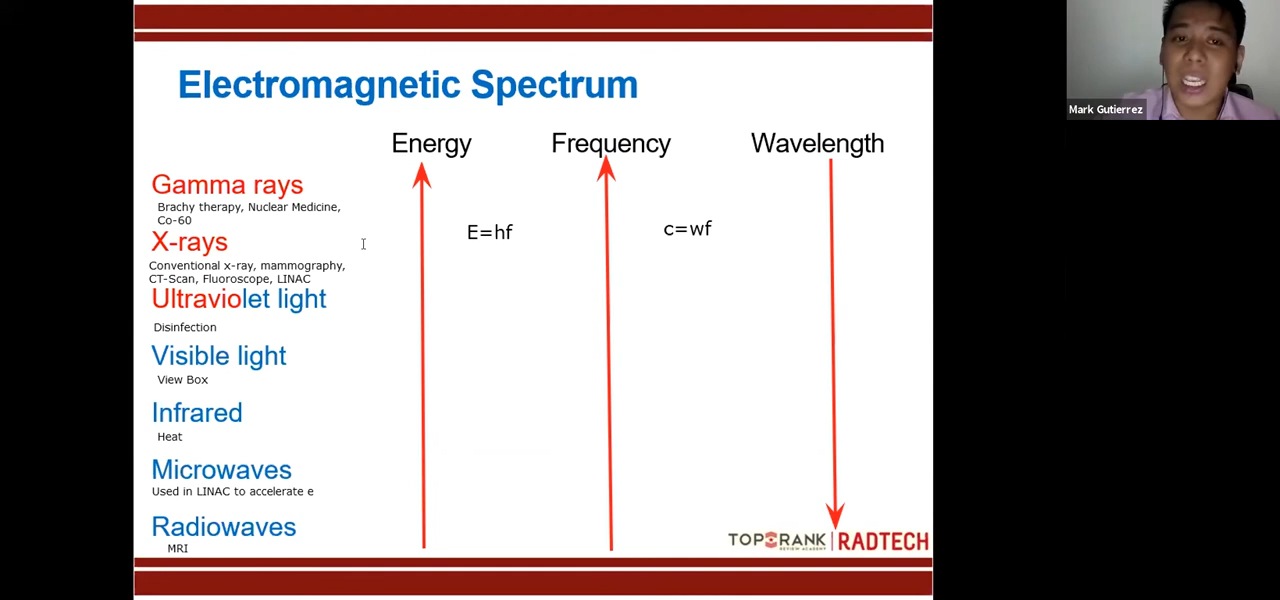 Electromagnetic Spectrum
Energy
Frequency
Wavelength
Gamma rays
Brachy therapy, Nuclear Medicine,
Co-60
X-rays
Conventional x-ray, mammography,
CT-Scan, Fluoroscope, LINAC
Ultraviolet light
Disinfection
Visible light
View Box
Infrared
Heat
Microwaves
Used in LINAC to accelerate e
Radiowaves
MRI
E=hf
c=wf
TOPRANK
REVIEW ACADEMY
RADTECH
Mark Gutierrez